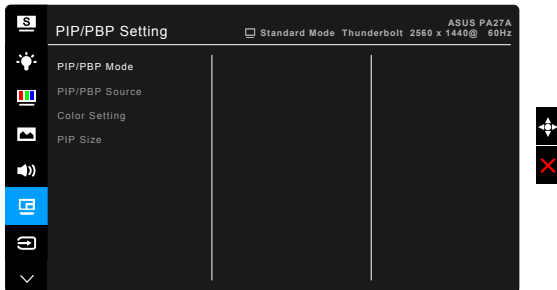 S
ASUS PA27A
PIP/PBP Setting
Standard Mode Thunderbolt 2560 x 1440@ 60Hz
PIP/PBP Mode
PIP/PBP Source
Color Setting
PIP Size